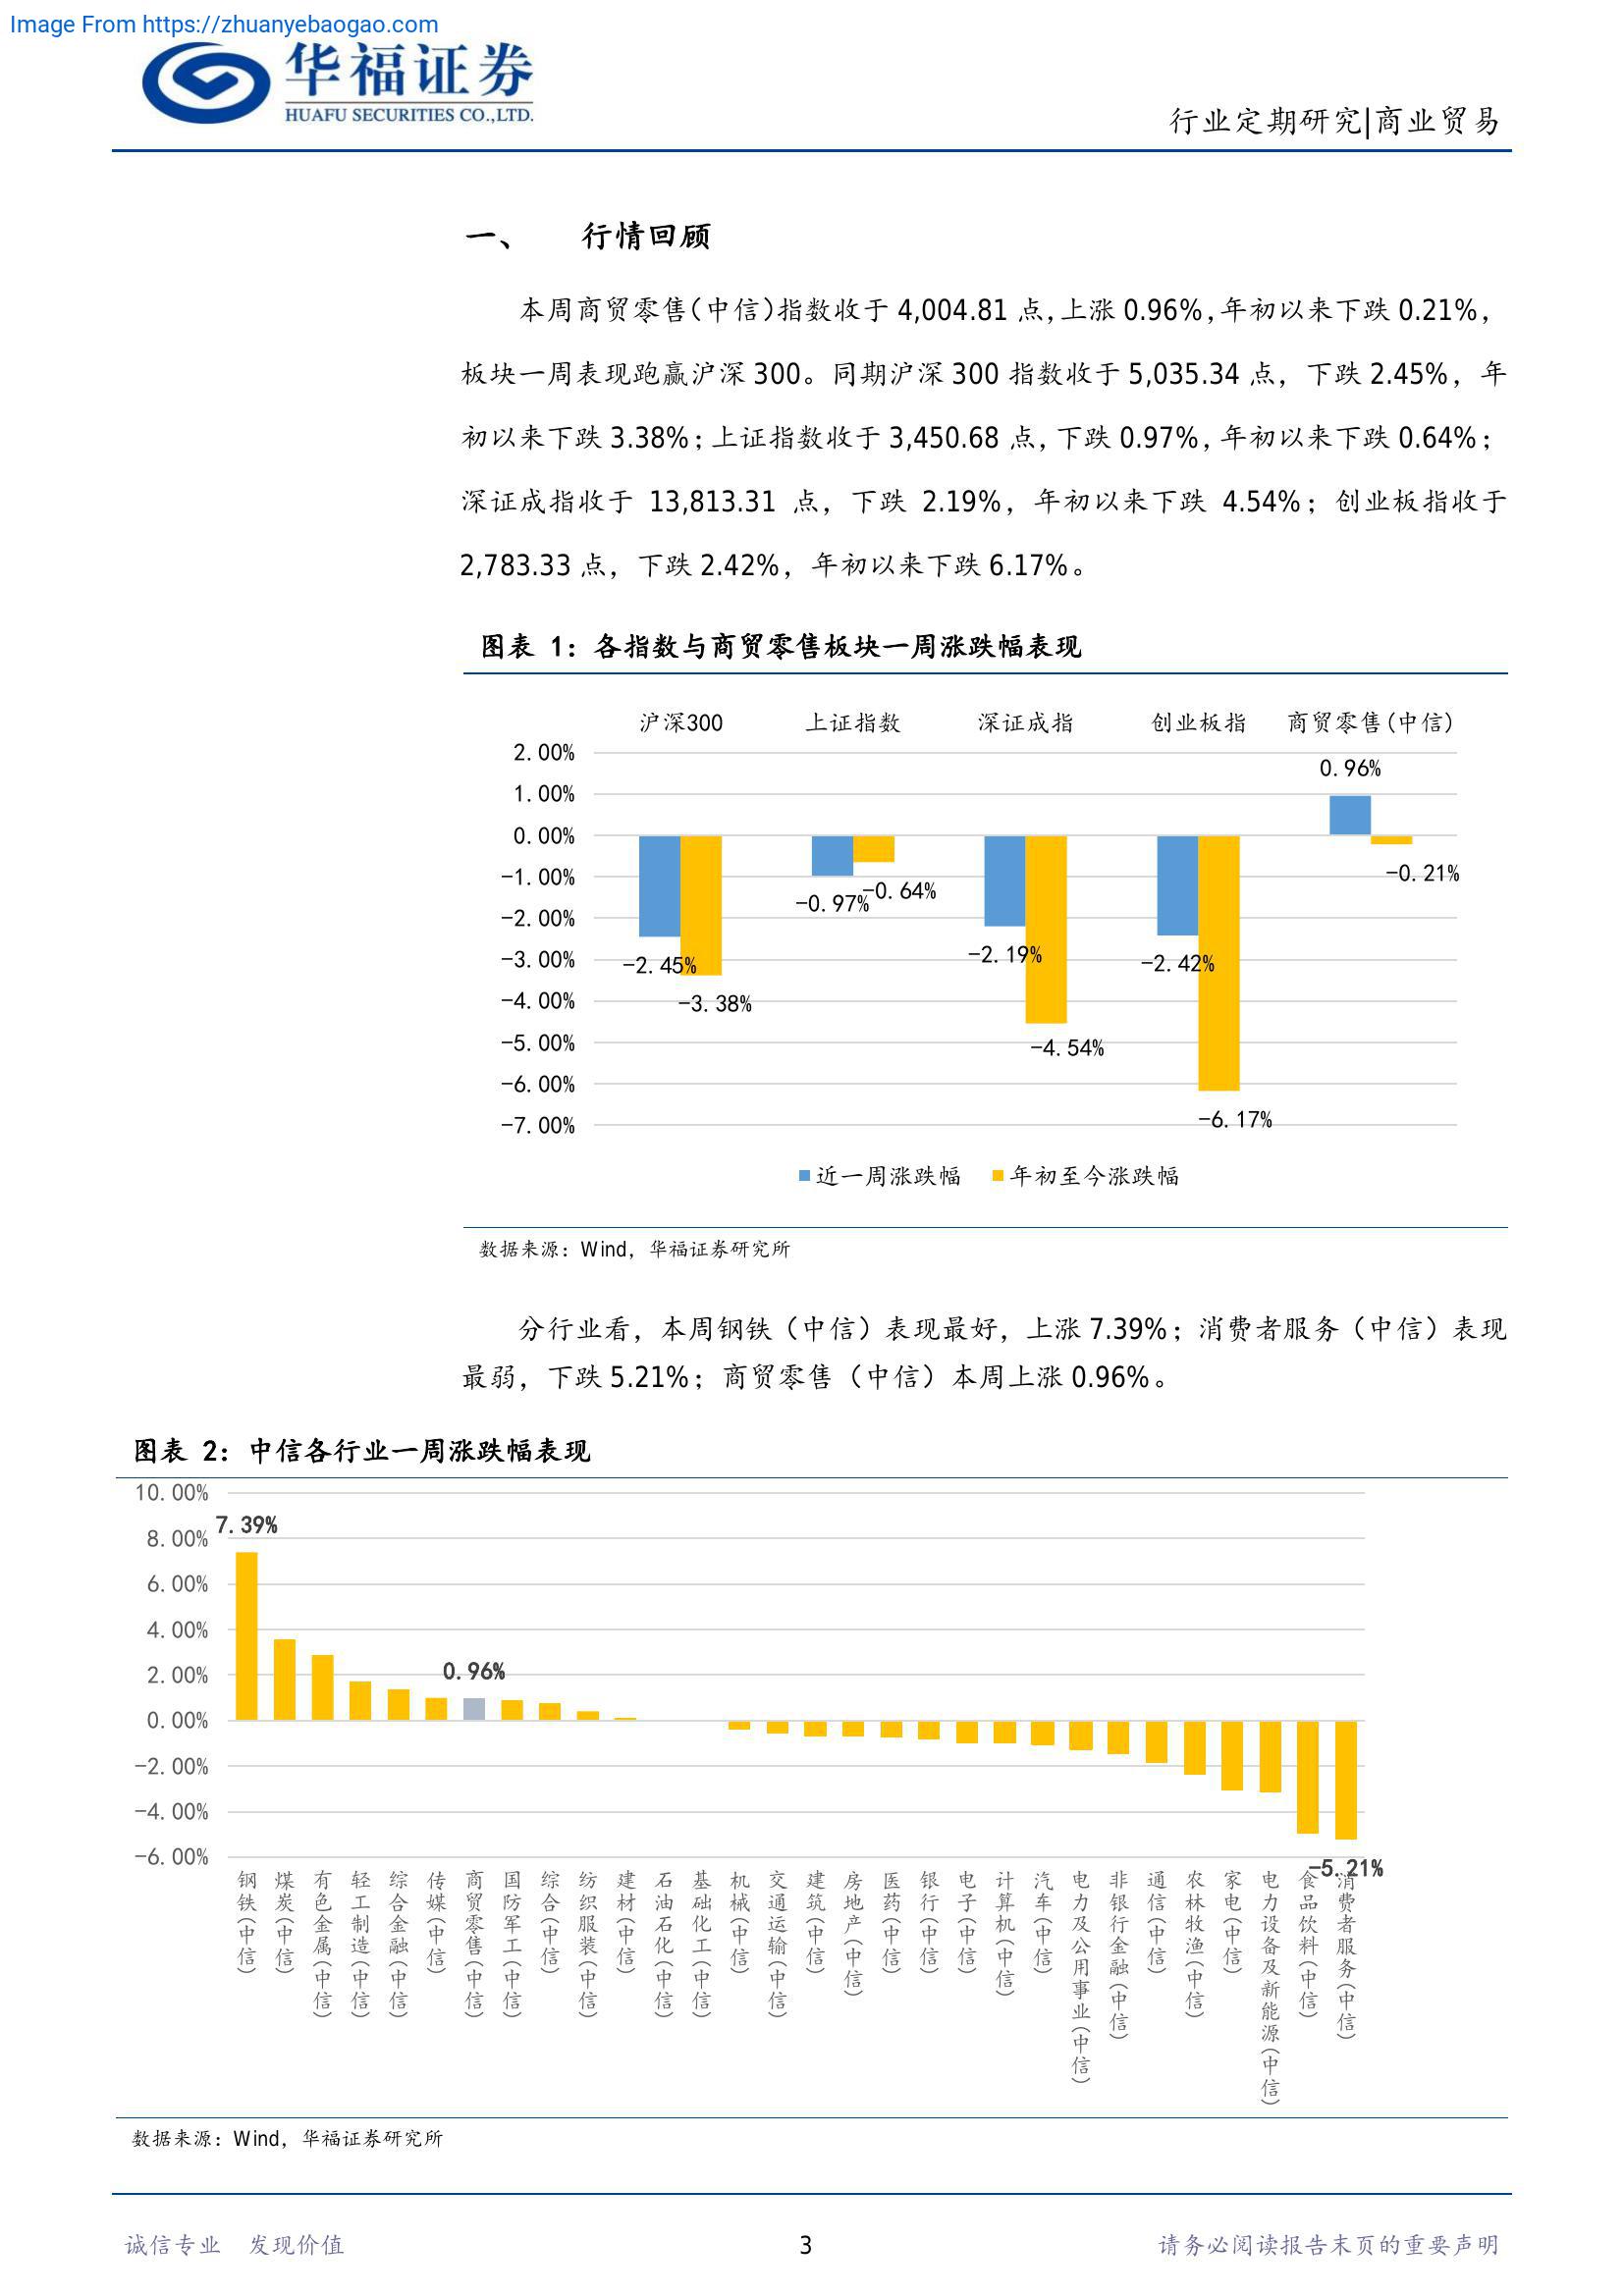 Image From https://zhuanyebaogao.com
华福证券
HUAFU SECURITIES CO.,LTD.
行业定期研究|商业贸易
一、 行情回顾
本周商贸零售(中信)指数收于 4,004.81 点,上涨 0.96%,年初以来下跌 0.21%,
板块一周表现跑赢沪深 300。同期沪深 300 指数收于 5,035.34 点，下跌 2.45%，年
初以来下跌 3.38%；上证指数收于 3,450.68 点,下跌 0.97%,年初以来下跌 0.64%；
深证成指收于 13,813.31 点，下跌 2.19%，年初以来下跌 4.54%；创业板指收于
2,783.33 点，下跌 2.42%，年初以来下跌 6.17%。
图表 1：各指数与商贸零售板块一周涨跌幅表现
沪深300 上证指数 深证成指 创业板指 商贸零售(中信)
2.00%
1.00%
0.00%
-1.00%
-2.00%
-3.00%
-4.00%
-5.00%
-6.00%
-7.00%
-2.45%
-3.38%
-0.97%
-0.64%
-2.19%
-4.54%
-2.42%
-6.17%
0.96%
-0.21%
近一周涨跌幅 年初至今涨跌幅
数据来源：Wind，华福证券研究所
分行业看，本周钢铁（中信）表现最好，上涨 7.39%；消费者服务（中信）表现
最弱，下跌 5.21%；商贸零售（中信）本周上涨 0.96%。
图表 2：中信各行业一周涨跌幅表现
10.00%
8.00%
6.00%
4.00%
2.00%
0.00%
-2.00%
-4.00%
-6.00%
7.39%
0.96%
-5.21%
钢铁(中信)
煤炭(中信)
有色金属(中信)
轻工制造(中信)
综合金融(中信)
传媒(中信)
商贸零售(中信)
国防军工(中信)
综合(中信)
纺织服装(中信)
建材(中信)
石油石化(中信)
基础化工(中信)
机械(中信)
交通运输(中信)
建筑(中信)
房地产(中信)
医药(中信)
银行(中信)
电子(中信)
计算机(中信)
汽车(中信)
电力及公用事业(中信)
非银行金融(中信)
通信(中信)
农林牧渔(中信)
家电(中信)
电力设备及新能源(中信)
食品饮料(中信)
消费者服务(中信)
数据来源：Wind，华福证券研究所
诚信专业 发现价值
3
请务必阅读报告末页的重要声明